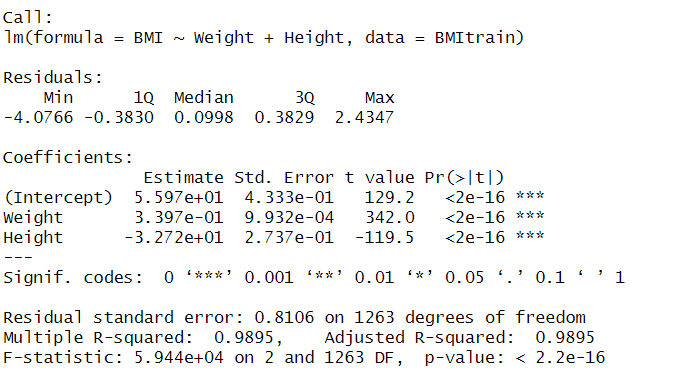 Call:
lm(formula = BMI ~ Weight + Height, data = BMItrain)
Residuals:
Min 1Q Median 3Q Max
-4.0766 -0.3830 0.0998 0.3829 2.4347
Coefficients:
Estimate Std. Error t value Pr(>|t|)
(Intercept) 5.597e+01 4.333e-01 129.2 <2e-16 ***
Weight 3.397e-01 9.932e-04 342.0 <2e-16 ***
Height -3.272e+01 2.737e-01 -119.5 <2e-16 ***
---
Signif. codes: 0 ‘***’ 0.001 ‘**’ 0.01 ‘*’ 0.05 ‘.’ 0.1 ‘ ’ 1
Residual standard error: 0.8106 on 1263 degrees of freedom
Multiple R-squared: 0.9895, Adjusted R-squared: 0.9895
F-statistic: 5.944e+04 on 2 and 1263 DF, p-value: < 2.2e-16